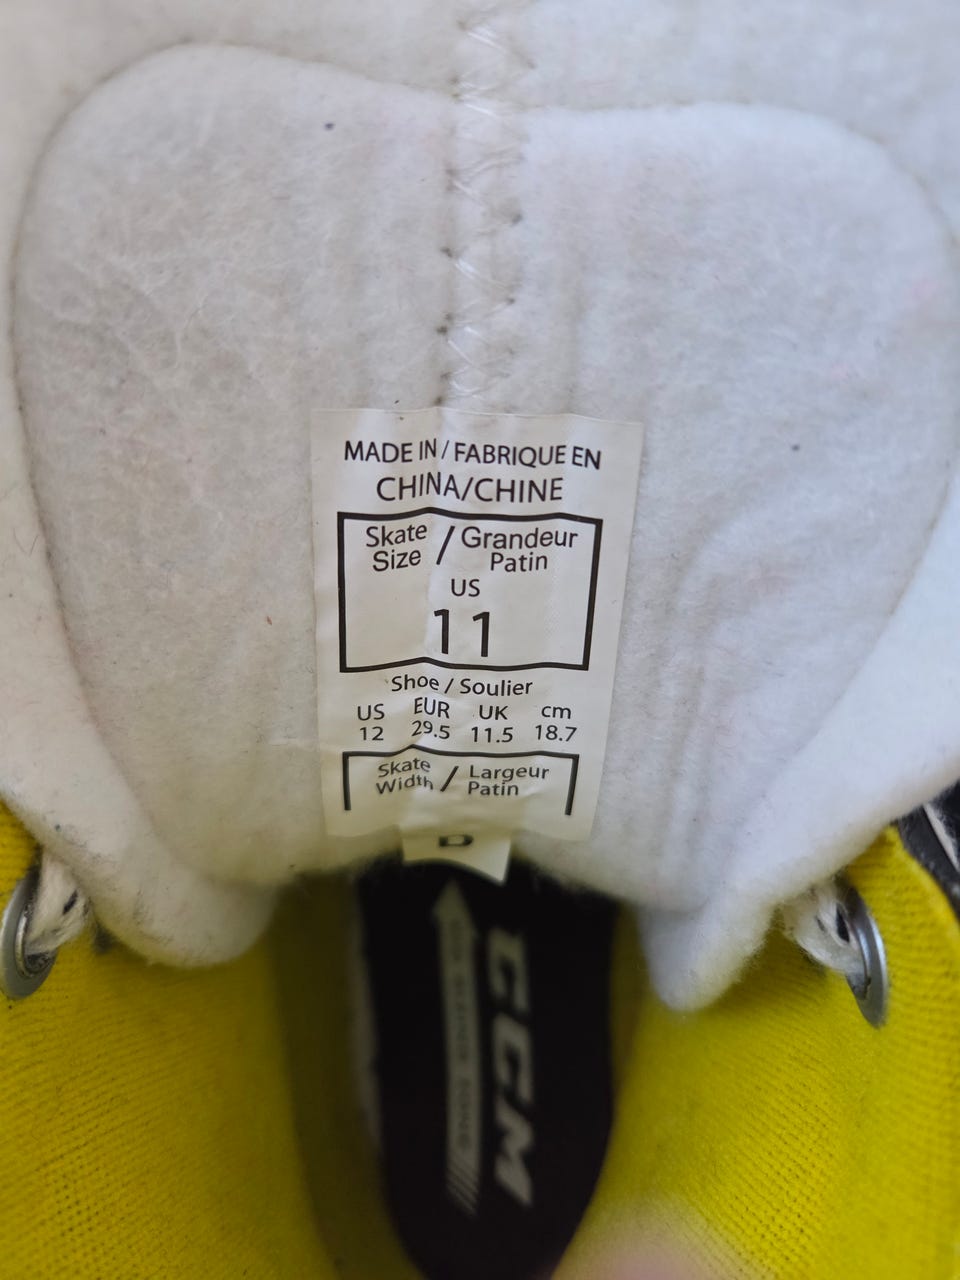 MADE IN / FABRIQUE EN
CHINA/CHINE
Skate Size / Grandeur Patin
US
11
Shoe / Soulier
US EUR UK cm
12 29.5 11.5 18.7
Skate Width / Largeur Patin
D
CCM